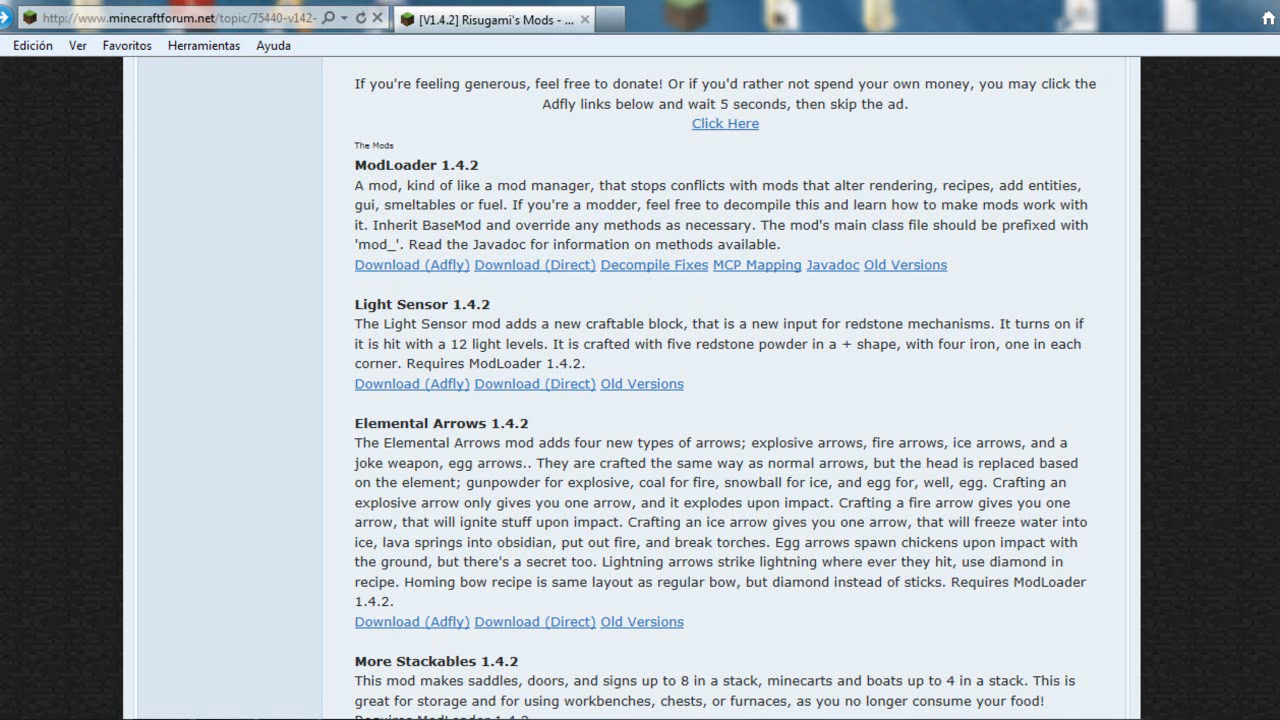 http://www.minecraftforum.net/topic/75440-v142-
[V1.4.2] Risugami's Mods - ...
Edición Ver Favoritos Herramientas Ayuda
If you're feeling generous, feel free to donate! Or if you'd rather not spend your own money, you may click the
Adfly links below and wait 5 seconds, then skip the ad.
Click Here
The Mods
ModLoader 1.4.2
A mod, kind of like a mod manager, that stops conflicts with mods that alter rendering, recipes, add entities,
gui, smeltables or fuel. If you're a modder, feel free to decompile this and learn how to make mods work with
it. Inherit BaseMod and override any methods as necessary. The mod's main class file should be prefixed with
'mod_'. Read the Javadoc for information on methods available.
Download (Adfly) Download (Direct) Decompile Fixes MCP Mapping Javadoc Old Versions
Light Sensor 1.4.2
The Light Sensor mod adds a new craftable block, that is a new input for redstone mechanisms. It turns on if
it is hit with a 12 light levels. It is crafted with five redstone powder in a + shape, with four iron, one in each
corner. Requires ModLoader 1.4.2.
Download (Adfly) Download (Direct) Old Versions
Elemental Arrows 1.4.2
The Elemental Arrows mod adds four new types of arrows; explosive arrows, fire arrows, ice arrows, and a
joke weapon, egg arrows.. They are crafted the same way as normal arrows, but the head is replaced based
on the element; gunpowder for explosive, coal for fire, snowball for ice, and egg for, well, egg. Crafting an
explosive arrow only gives you one arrow, and it explodes upon impact. Crafting a fire arrow gives you one
arrow, that will ignite stuff upon impact. Crafting an ice arrow gives you one arrow, that will freeze water into
ice, lava springs into obsidian, put out fire, and break torches. Egg arrows spawn chickens upon impact with
the ground, but there's a secret too. Lightning arrows strike lightning where ever they hit, use diamond in
recipe. Homing bow recipe is same layout as regular bow, but diamond instead of sticks. Requires ModLoader
1.4.2.
Download (Adfly) Download (Direct) Old Versions
More Stackables 1.4.2
This mod makes saddles, doors, and signs up to 8 in a stack, minecarts and boats up to 4 in a stack. This is
great for storage and for using workbenches, chests, or furnaces, as you no longer consume your food!
Requires ModLoader 1.4.2